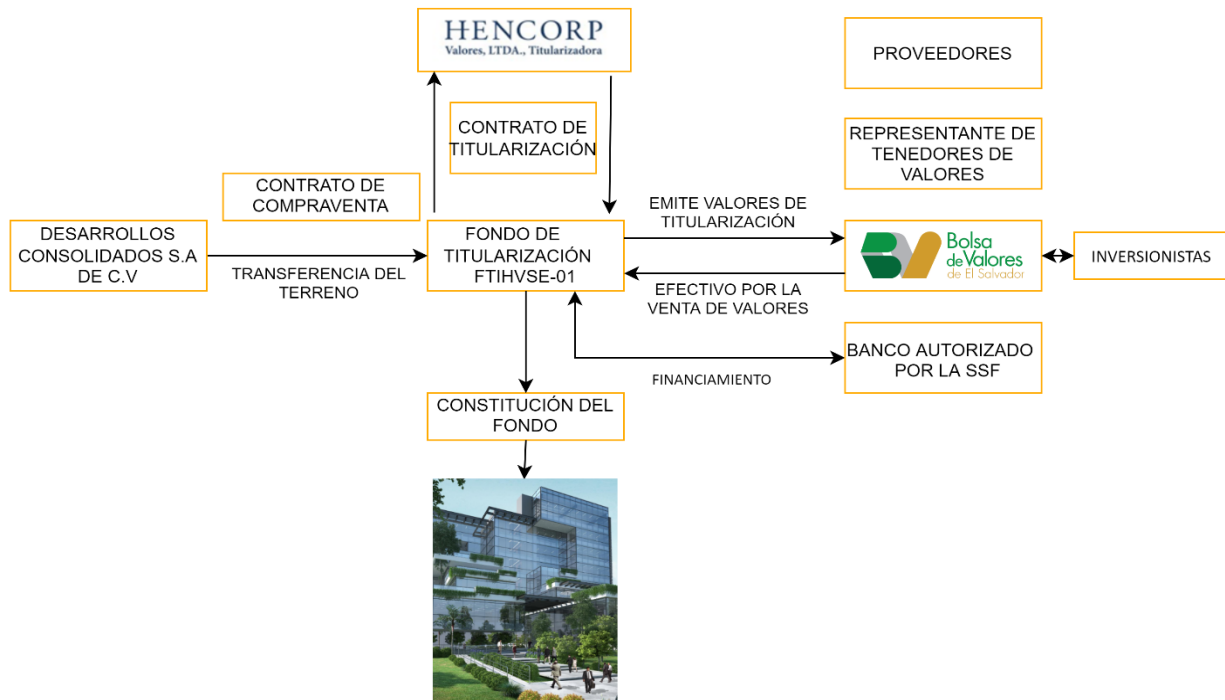 HENCORP
Valores, LTDA., Titularizadora
PROVEEDORES
CONTRATO DE
TITULARIZACIÓN
REPRESENTANTE DE
TENEDORES DE
VALORES
CONTRATO DE
COMPRAVENTA
EMITE VALORES DE
TITULARIZACIÓN
DESARROLLOS
CONSOLIDADOS S.A
DE C.V
TRANSFERENCIA DEL
TERRENO
FONDO DE
TITULARIZACIÓN
FTIHVSE-01
Bolsa
de Valores
de El Salvador
INVERSIONISTAS
EFECTIVO POR LA
VENTA DE VALORES
BANCO AUTORIZADO
POR LA SSF
FINANCIAMIENTO
CONSTITUCIÓN DEL
FONDO